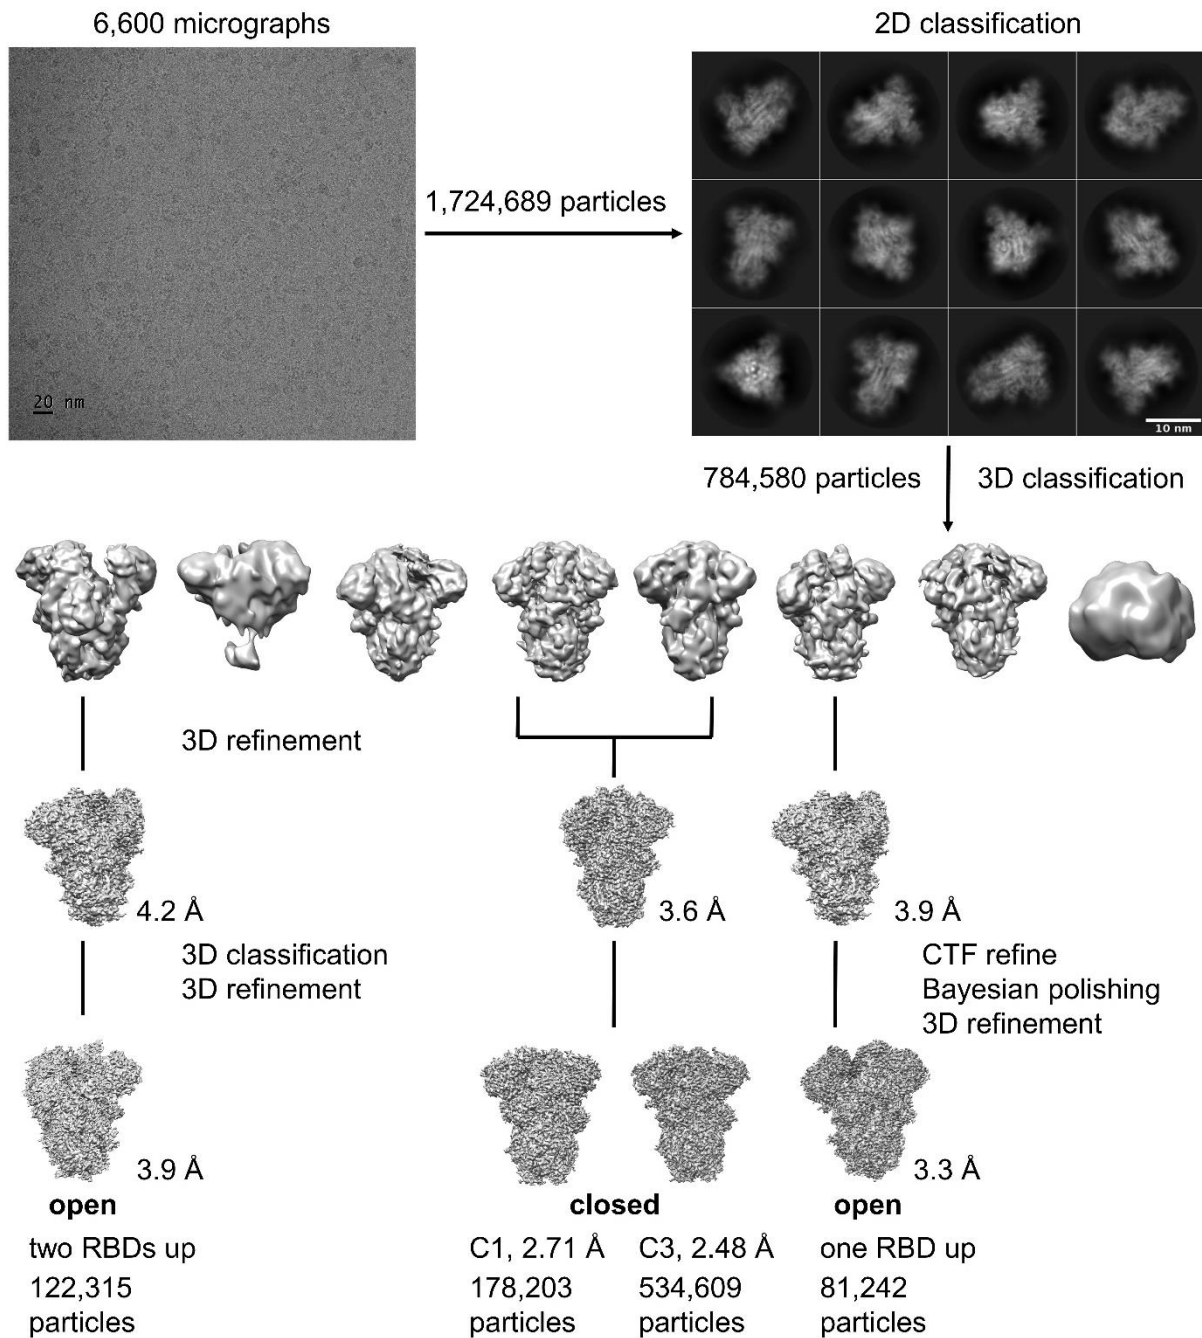 6,600 micrographs
2D classification
1,724,689 particles
20 nm
10 nm
784,580 particles
3D classification
3D refinement
4.2 Å
3.6 Å
3.9 Å
3D classification
3D refinement
CTF refine
Bayesian polishing
3D refinement
3.9 Å
3.3 Å
open
closed
open
two RBDs up
122,315
particles
C1, 2.71 Å
178,203
particles
C3, 2.48 Å
534,609
particles
one RBD up
81,242
particles